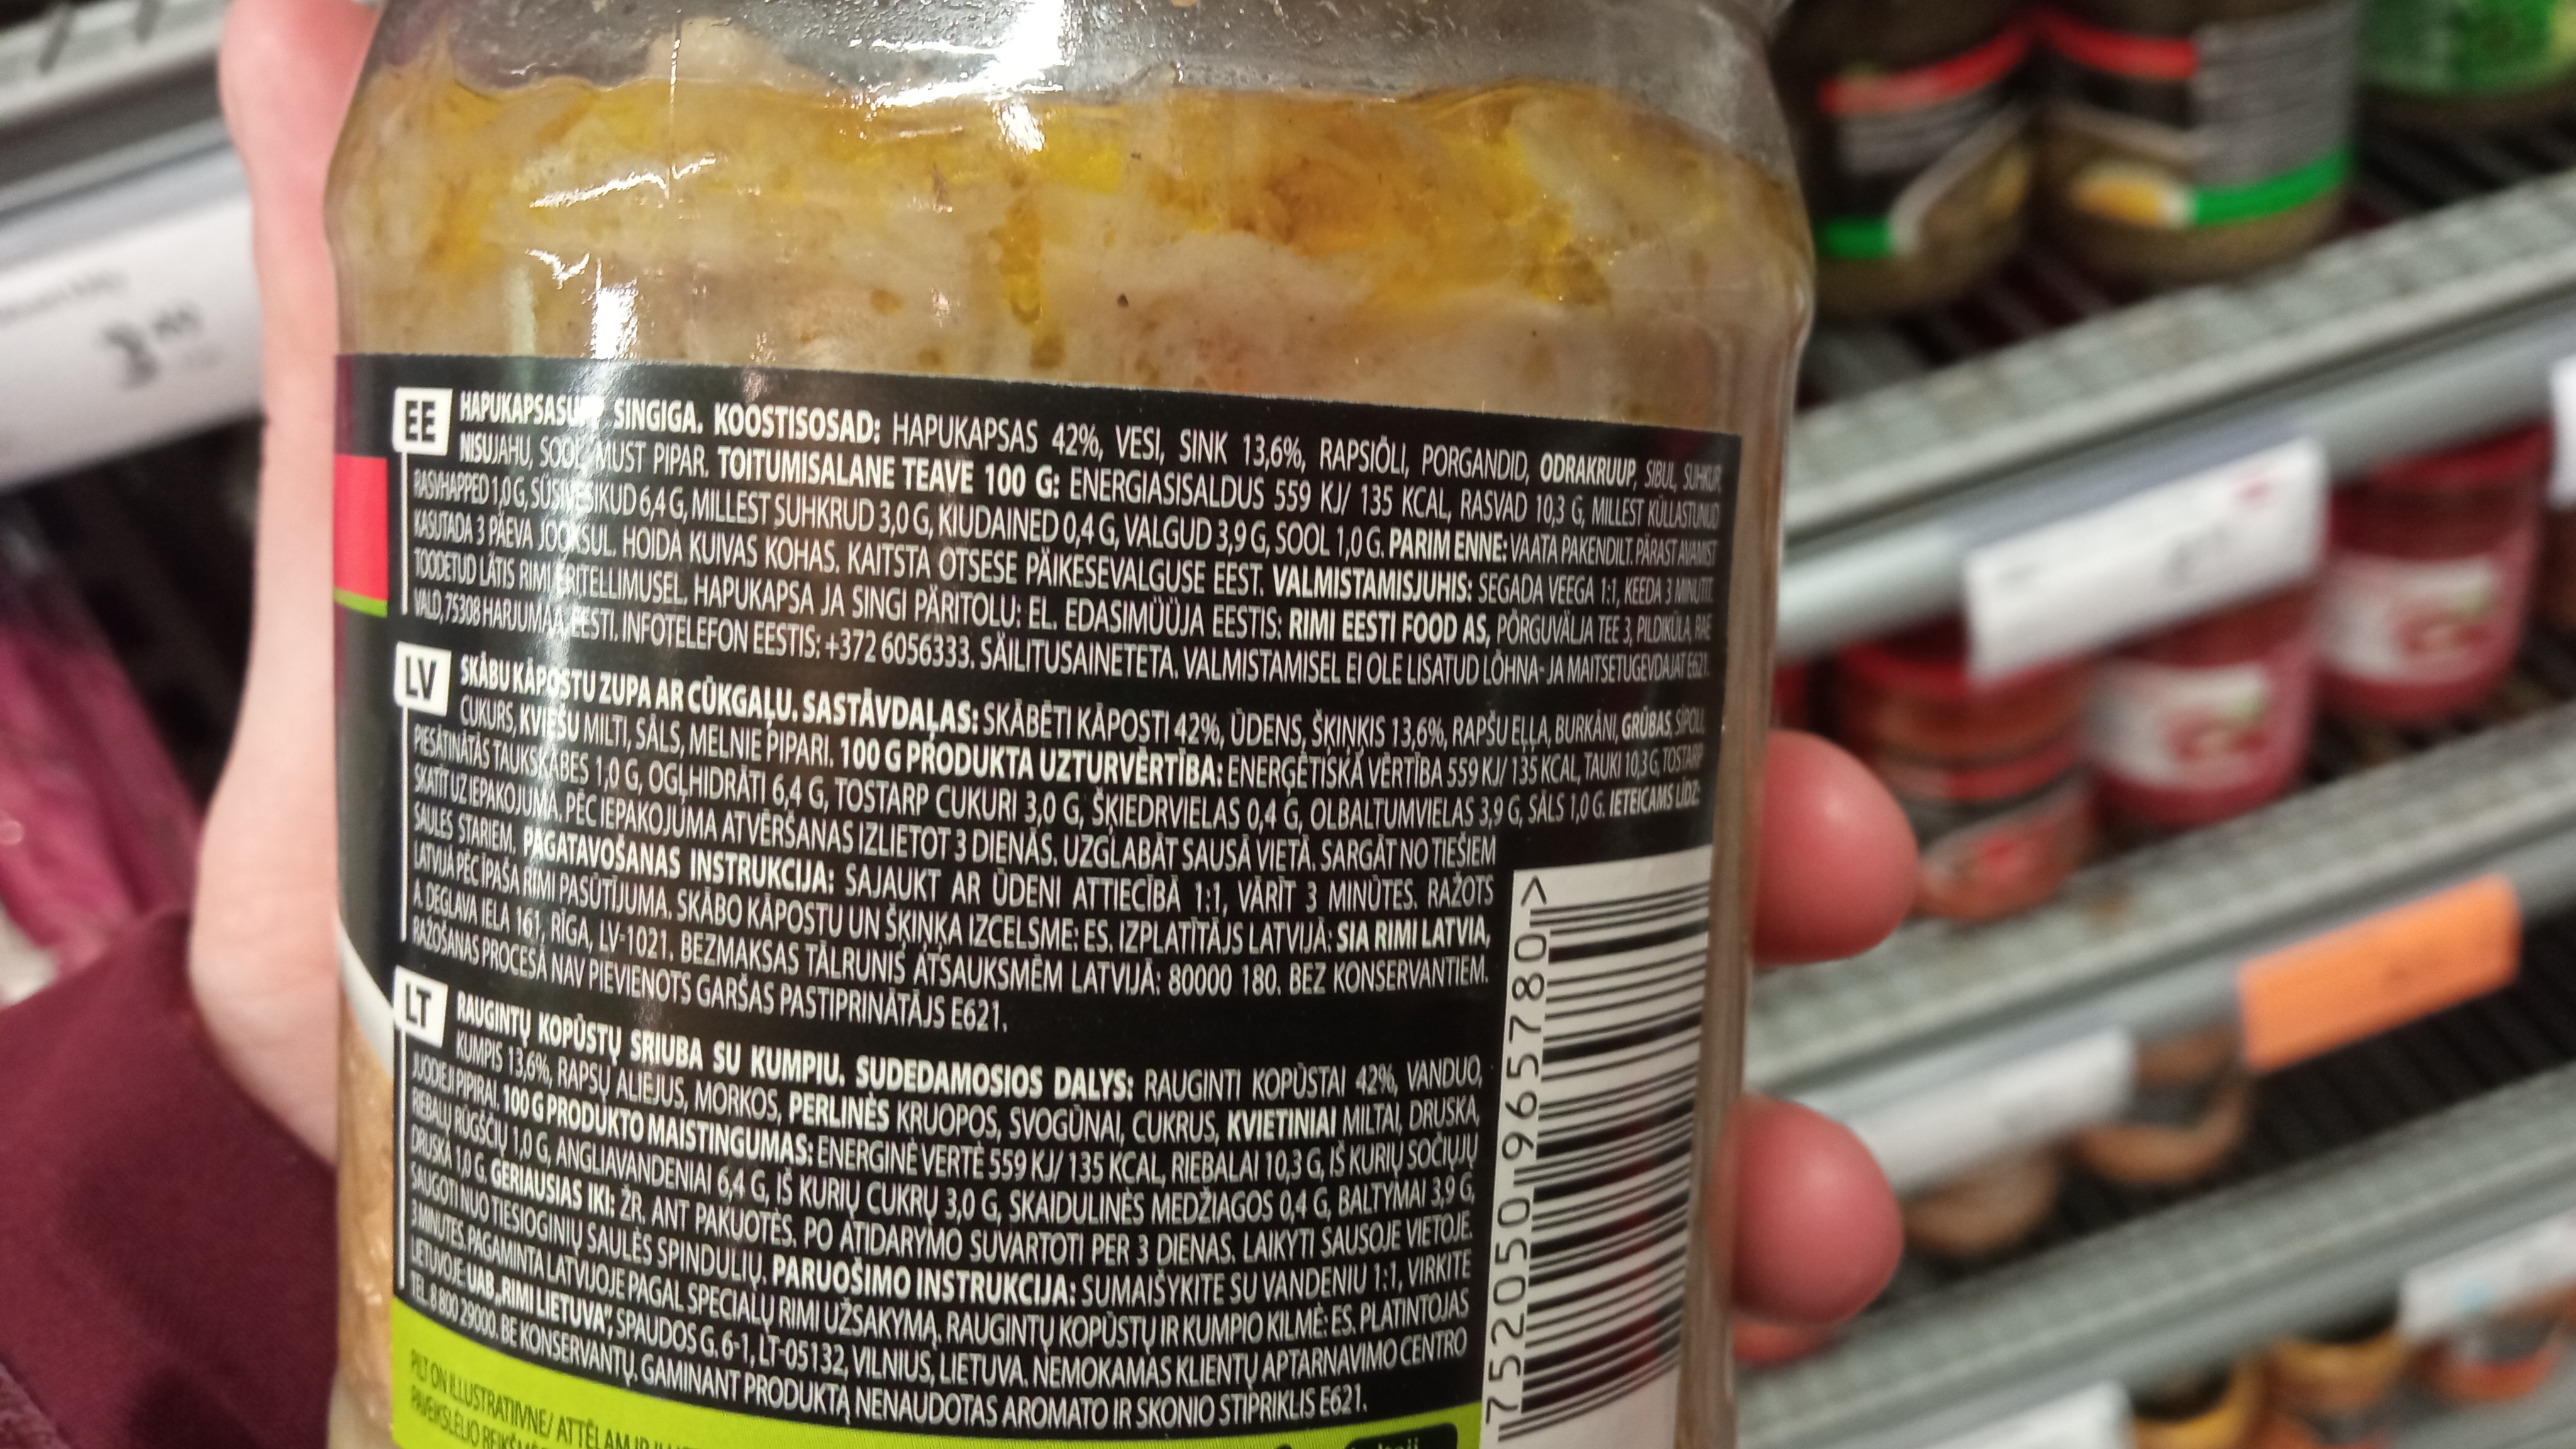 EE HAPUKAPSASU SINGIGA. KOOSTISOSAD: HAPUKAPSAS 42%, VESI, SINK 13,6%, RAPSIÕLI, PORGANDID, ODRAKRUUP, SIBUL, SUHKUR,
NISUJAHU, SOOL, MUST PIPAR. TOITUMISALANE TEAVE 100 G: ENERGIASISALDUS 559 KJ/ 135 KCAL, RASVAD 10,3 G, MILLEST KÜLLASTUNUD
RASVHAPPED 1,0 G, SÜSIVESIKUD 6,4 G, MILLEST SUHKRUD 3,0 G, KIUDAINED 0,4 G, VALGUD 3,9 G, SOOL 1,0 G. PARIM ENNE: VAATA PAKENDILT. PÄRAST AVAMIST
KASUTADA 3 PÄEVA JOOKSUL. HOIDA KUIVAS KOHAS. KAITSTA OTSESE PÄIKESEVALGUSE EEST. VALMISTAMISJUHIS: SEGADA VEEGA 1:1, KEEDA 3 MINUTIT.
TOODETUD LÄTIS RIMI ERITELLIMUSEL. HAPUKAPSA JA SINGI PÄRITOLU: EL. EDASIMÜÜJA EESTIS: RIMI EESTI FOOD AS, PÕRGUVÄLJA TEE 3, PILDIKÜLA, RAE
VALD, 75308 HARJUMAA, EESTI. INFOTELEFON EESTIS: +372 6056333. SÄILITUSAINETETA. VALMISTAMISEL EI OLE LISATUD LÕHNA- JA MAITSETUGEVDAJAT E621.
LV SKĀBU KĀPOSTU ZUPA AR CŪKGAĻU. SASTĀVDAĻAS: SKĀBĒTI KĀPOSTI 42%, ŪDENS, ŠĶIŅĶIS 13,6%, RAPŠU EĻĻA, BURKĀNI, GRŪBAS, SĪPOLI,
CUKURS, KVIEŠU MILTI, SĀLS, MELNIE PIPARI. 100 G PRODUKTA UZTURVĒRTĪBA: ENERĢĒTISKĀ VĒRTĪBA 559 KJ/ 135 KCAL, TAUKI 10,3 G, TOSTARP
PIESĀTINĀTĀS TAUKSKĀBES 1,0 G, OGĻHIDRĀTI 6,4 G, TOSTARP CUKURI 3,0 G, ŠĶIEDRVIELAS 0,4 G, OLBALTUMVIELAS 3,9 G, SĀLS 1,0 G. IETEICAMS LĪDZ:
SKATĪT UZ IEPAKOJUMA. PĒC IEPAKOJUMA ATVĒRŠANAS IZLIETOT 3 DIENĀS. UZGLABĀT SAUSĀ VIETĀ. SARGĀT NO TIEŠIEM
SAULES STARIEM. PAGATAVOŠANAS INSTRUKCIJA: SAJAUKT AR ŪDENI ATTIECĪBĀ 1:1, VĀRĪT 3 MINŪTES. RAŽOTS
LATVIJĀ PĒC ĪPAŠA RIMI PASŪTĪJUMA. SKĀBO KĀPOSTU UN ŠĶIŅĶA IZCELSME: ES. IZPLATĪTĀJS LATVIJĀ: SIA RIMI LATVIA,
A. DEGLAVA IELA 161, RĪGA, LV-1021. BEZMAKSAS TĀLRUNIS ATSAUKSMĒM LATVIJĀ: 80000 180. BEZ KONSERVANTIEM.
RAŽOŠANAS PROCESĀ NAV PIEVIENOTS GARŠAS PASTIPRINĀTĀJS E621.
LT RAUGINTŲ KOPŪSTŲ SRIUBA SU KUMPIU. SUDEDAMOSIOS DALYS: RAUGINTI KOPŪSTAI 42%, VANDUO,
KUMPIS 13,6%, RAPSŲ ALIEJUS, MORKOS, PERLINĖS KRUOPOS, SVOGŪNAI, CUKRUS, KVIETINIAI MILTAI, DRUSKA,
JUODIEJI PIPIRAI. 100 G PRODUKTO MAISTINGUMAS: ENERGINĖ VERTĖ 559 KJ/ 135 KCAL, RIEBALAI 10,3 G, IŠ KURIŲ SOČIŲJŲ
RIEBALŲ RŪGŠČIŲ 1,0 G, ANGLIAVANDENIAI 6,4 G, IŠ KURIŲ CUKRŲ 3,0 G, SKAIDULINĖS MEDŽIAGOS 0,4 G, BALTYMAI 3,9 G,
DRUSKA 1,0 G. GERIAUSIAS IKI: ŽR. ANT PAKUOTĖS. PO ATIDARYMO SUVARTOTI PER 3 DIENAS. LAIKYTI SAUSOJE VIETOJE.
SAUGOTI NUO TIESIOGINIŲ SAULĖS SPINDULIŲ. PARUOŠIMO INSTRUKCIJA: SUMAIŠYKITE SU VANDENIU 1:1, VIRKITE
3 MINUTES. PAGAMINTA LATVIJOJE PAGAL SPECIALŲ RIMI UŽSAKYMĄ. RAUGINTŲ KOPŪSTŲ IR KUMPIO KILMĖ: ES. PLATINTOJAS
LIETUVOJE: UAB „RIMI LIETUVA“, SPAUDOS G. 6-1, LT-05132, VILNIUS, LIETUVA. NEMOKAMAS KLIENTŲ APTARNAVIMO CENTRO
TEL. 8 800 29000. BE KONSERVANTŲ. GAMINANT PRODUKTĄ NENAUDOTAS AROMATO IR SKONIO STIPRIKLIS E621.
PILT ON ILLUSTRATIIVNE/ ATTĒLAM IR
PAVEIKSLĖLIO
752050 965780 >